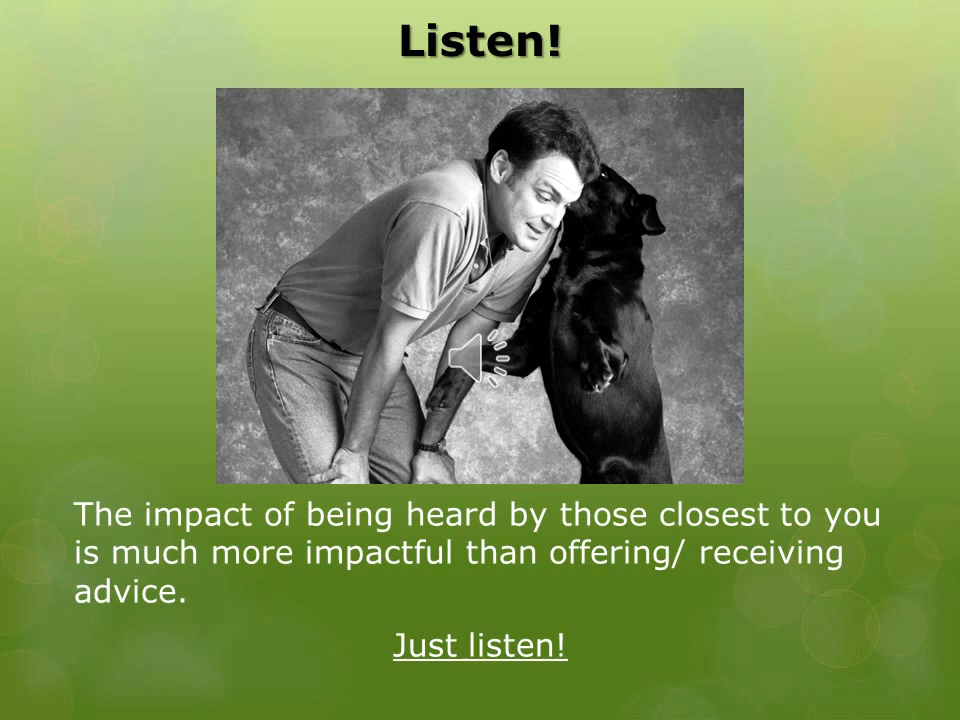 Listen!
The impact of being heard by those closest to you
is much more impactful than offering/ receiving
advice.
Just listen!